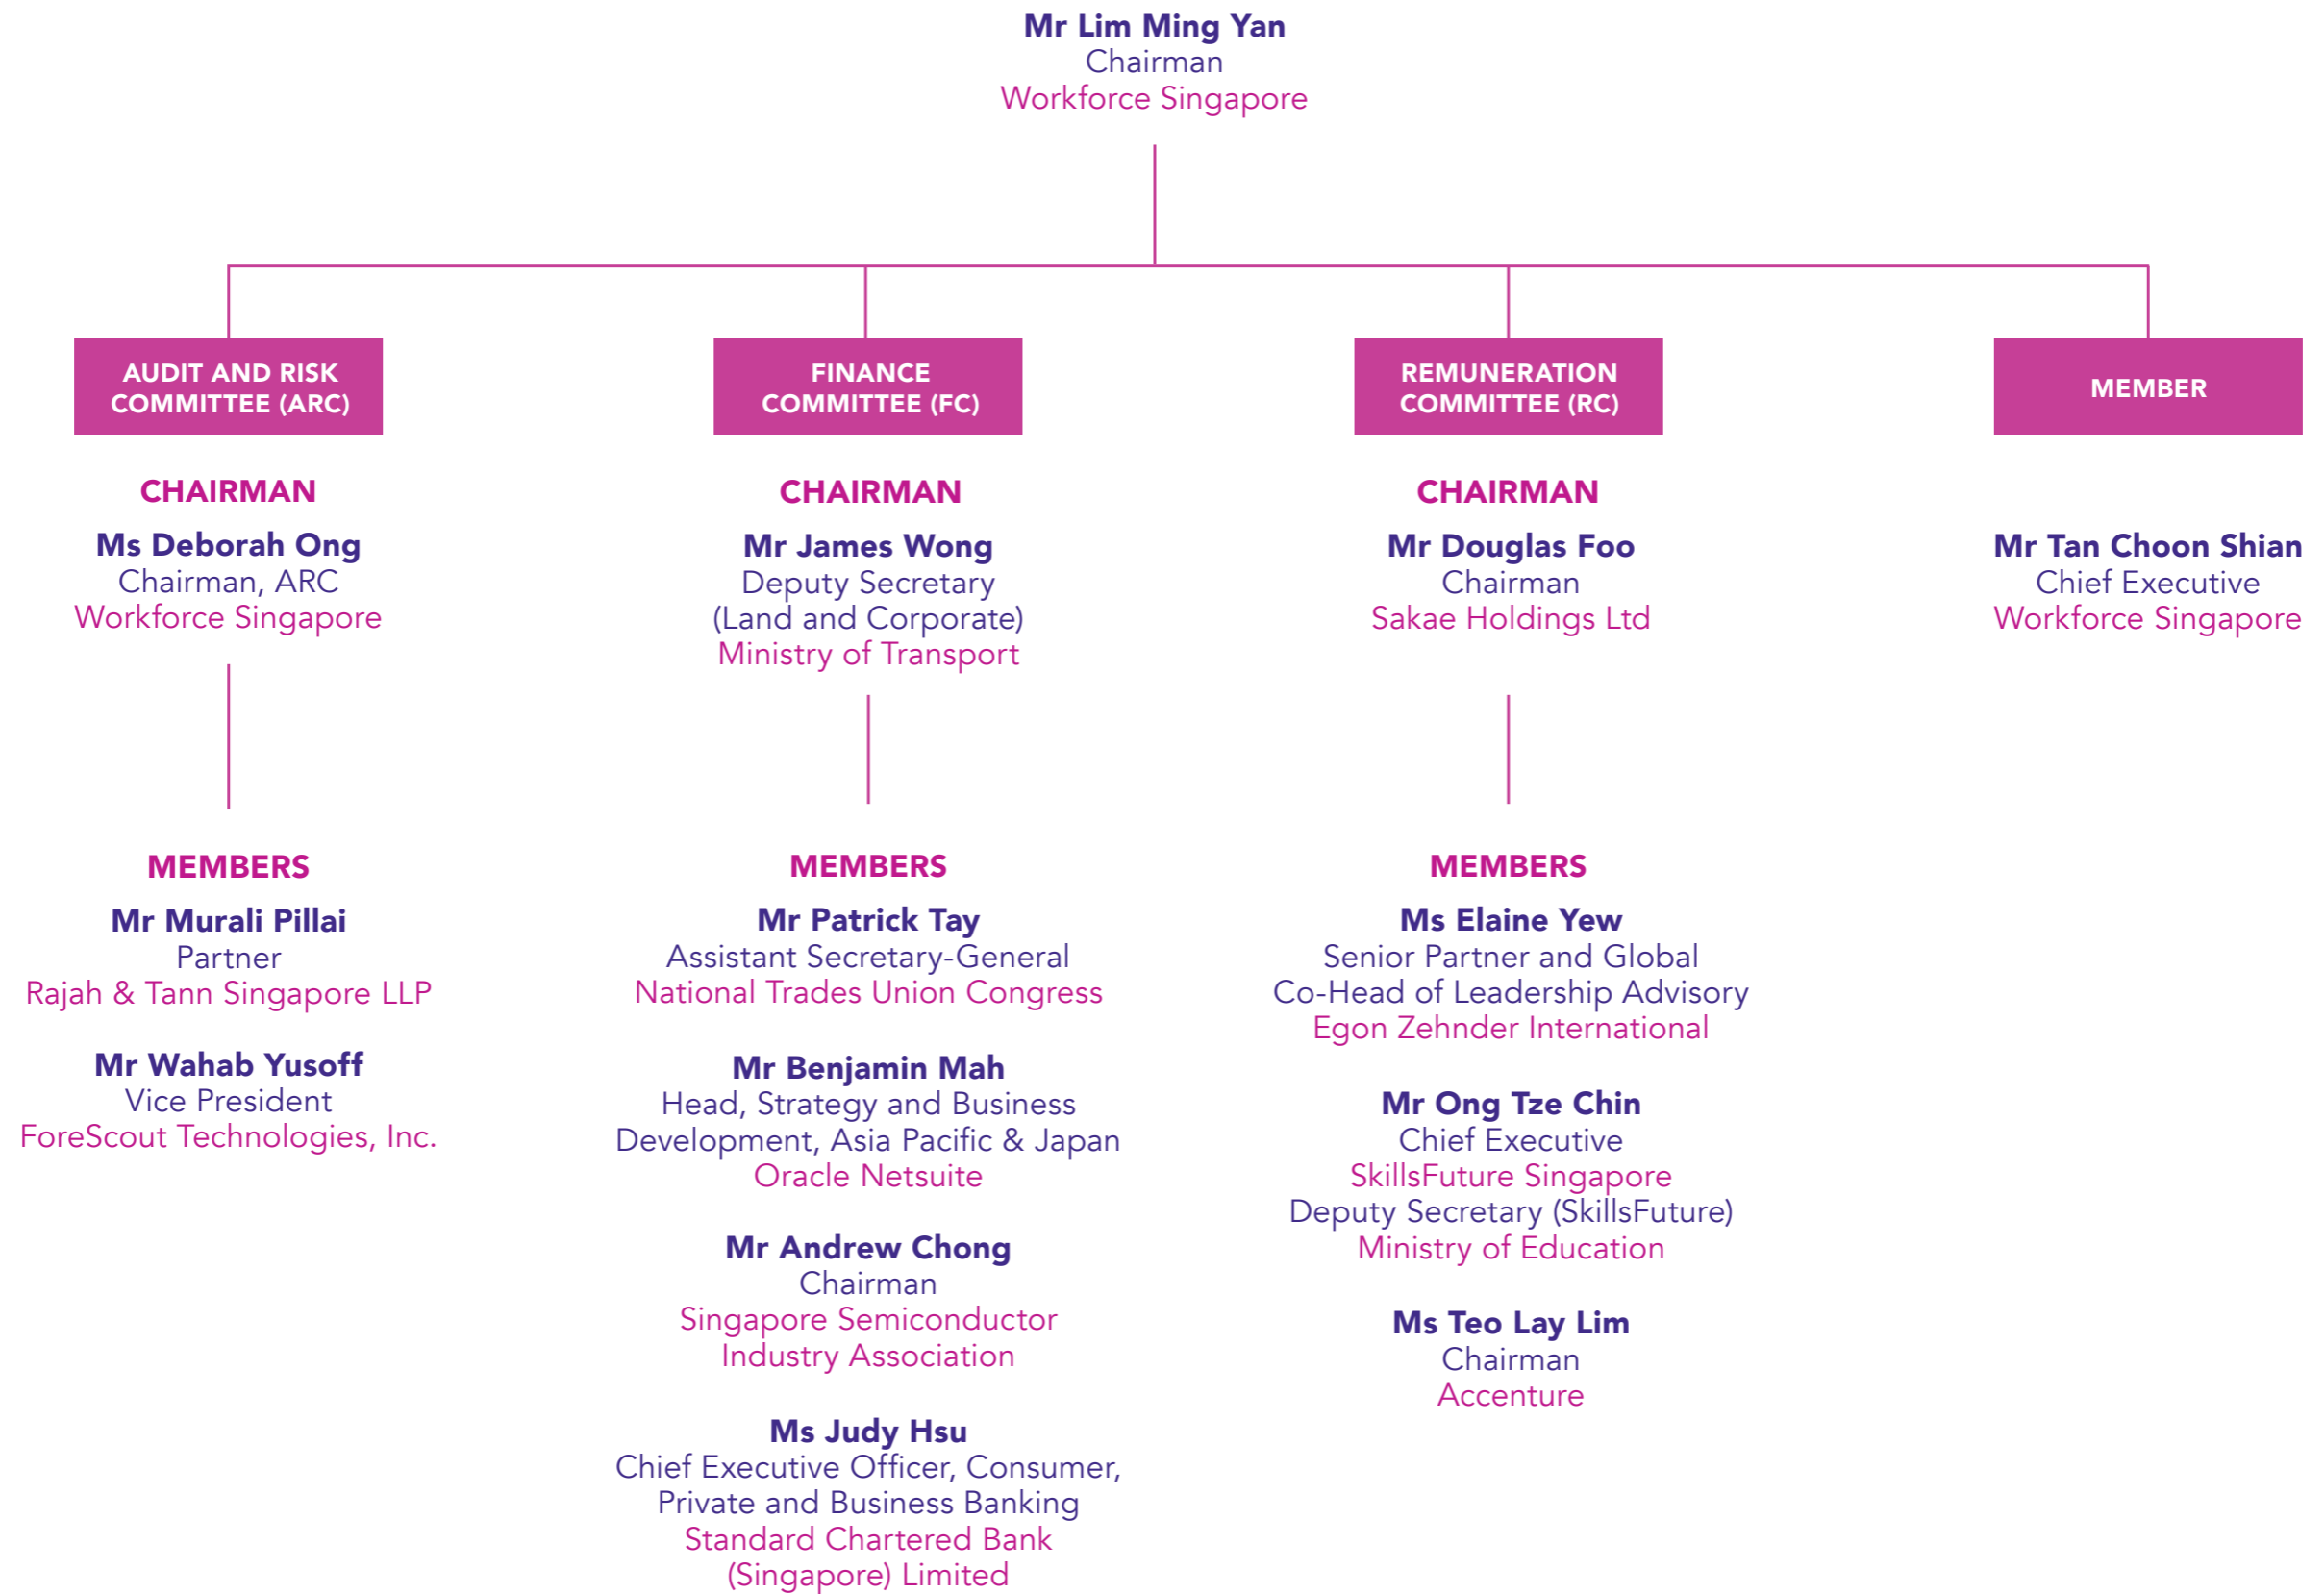 Mr Lim Ming Yan
Chairman
Workforce Singapore
AUDIT AND RISK
COMMITTEE (ARC)
CHAIRMAN
Ms Deborah Ong
Chairman, ARC
Workforce Singapore
MEMBERS
Mr Murali Pillai
Partner
Rajah & Tann Singapore LLP
Mr Wahab Yusoff
Vice President
ForeScout Technologies, Inc.
FINANCE
COMMITTEE (FC)
CHAIRMAN
Mr James Wong
Deputy Secretary
(Land and Corporate)
Ministry of Transport
MEMBERS
Mr Patrick Tay
Assistant Secretary-General
National Trades Union Congress
Mr Benjamin Mah
Head, Strategy and Business
Development, Asia Pacific & Japan
Oracle Netsuite
Mr Andrew Chong
Chairman
Singapore Semiconductor
Industry Association
Ms Judy Hsu
Chief Executive Officer, Consumer,
Private and Business Banking
Standard Chartered Bank
(Singapore) Limited
REMUNERATION
COMMITTEE (RC)
CHAIRMAN
Mr Douglas Foo
Chairman
Sakae Holdings Ltd
MEMBERS
Ms Elaine Yew
Senior Partner and Global
Co-Head of Leadership Advisory
Egon Zehnder International
Mr Ong Tze Chin
Chief Executive
SkillsFuture Singapore
Deputy Secretary (SkillsFuture)
Ministry of Education
Ms Teo Lay Lim
Chairman
Accenture
MEMBER
Mr Tan Choon Shian
Chief Executive
Workforce Singapore